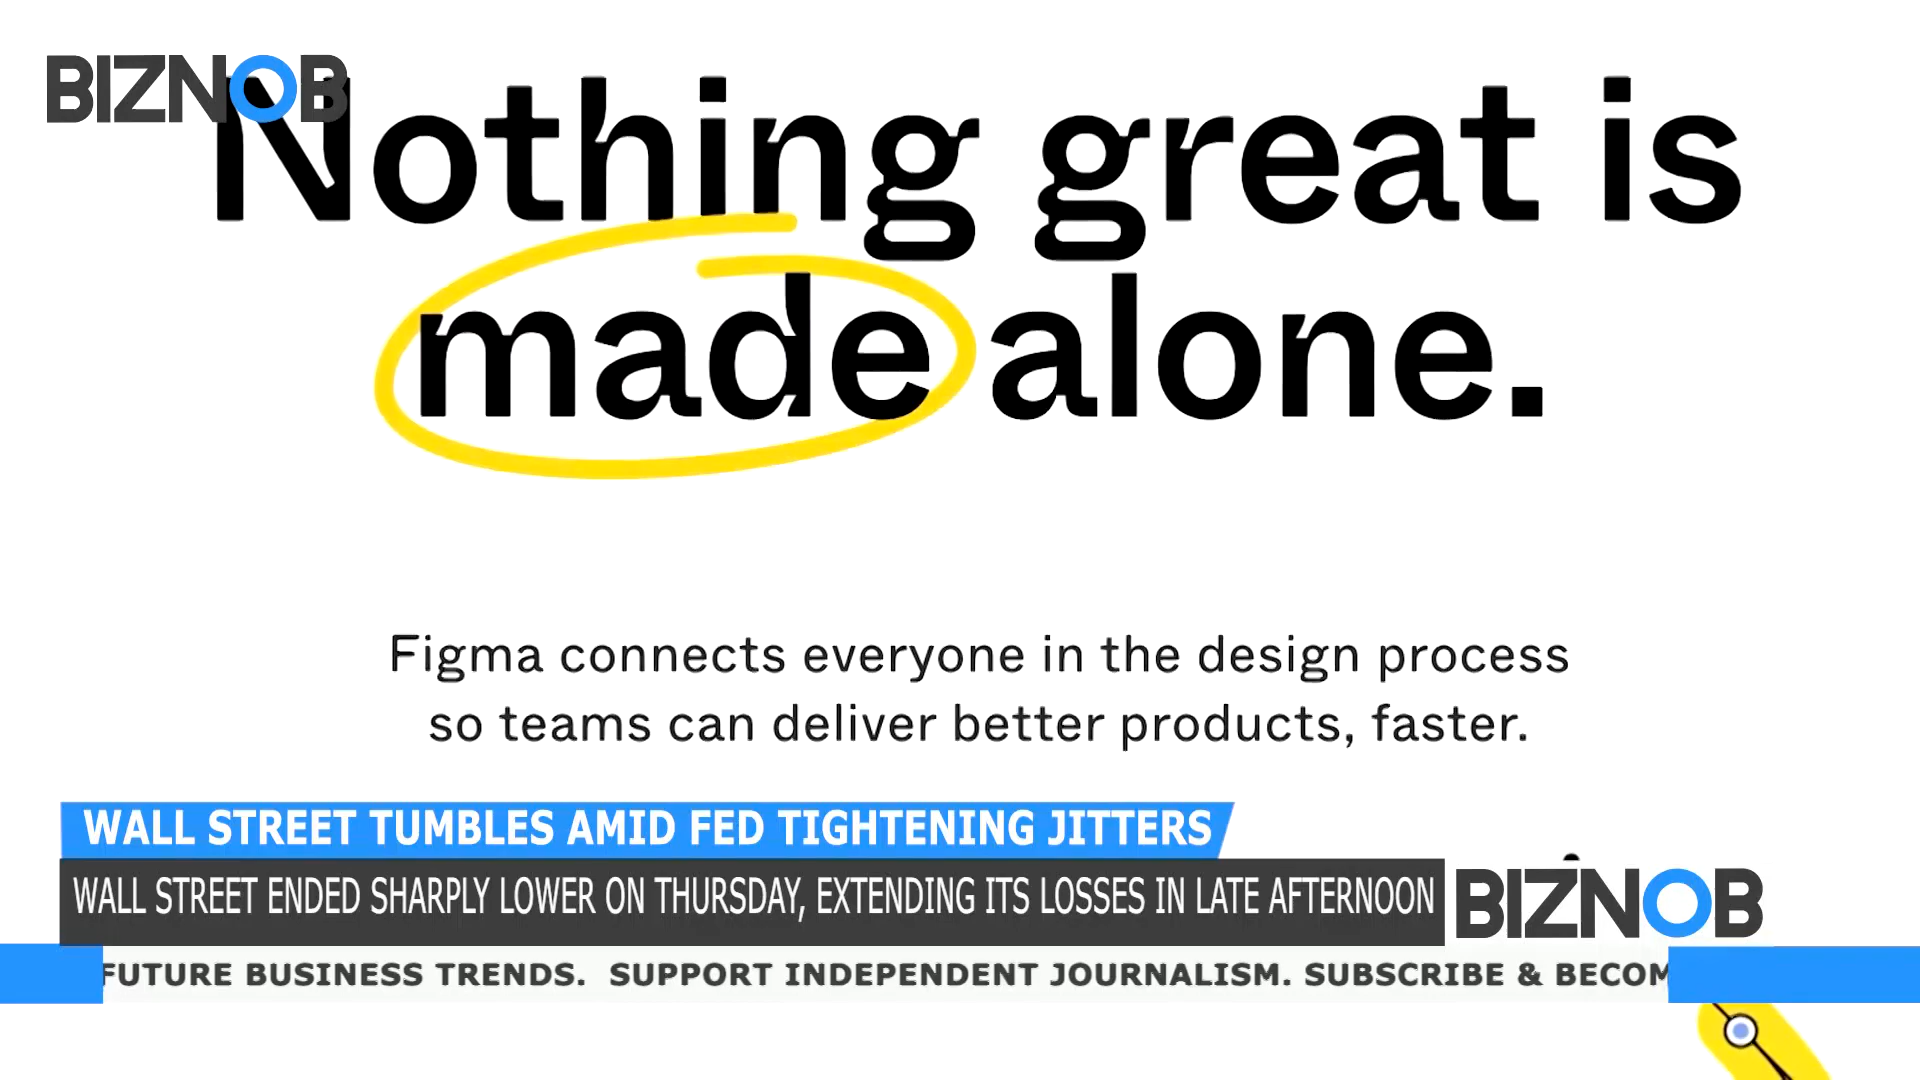 BIZNOB
Nothing great is
made alone.
Figma connects everyone in the design process
so teams can deliver better products, faster.
WALL STREET TUMBLES AMID FED TIGHTENING JITTERS
WALL STREET ENDED SHARPLY LOWER ON THURSDAY, EXTENDING ITS LOSSES IN LATE AFTERNOON
BIZNOB
FUTURE BUSINESS TRENDS. SUPPORT INDEPENDENT JOURNALISM. SUBSCRIBE & BECOM